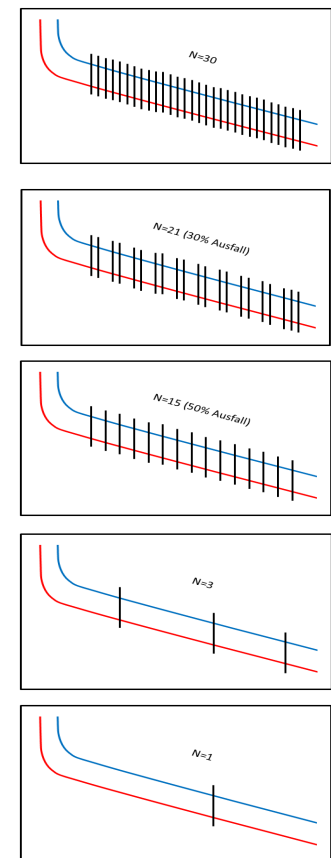 N=30
N=21 (30% Ausfall)
N=15 (50% Ausfall)
N=3
N=1